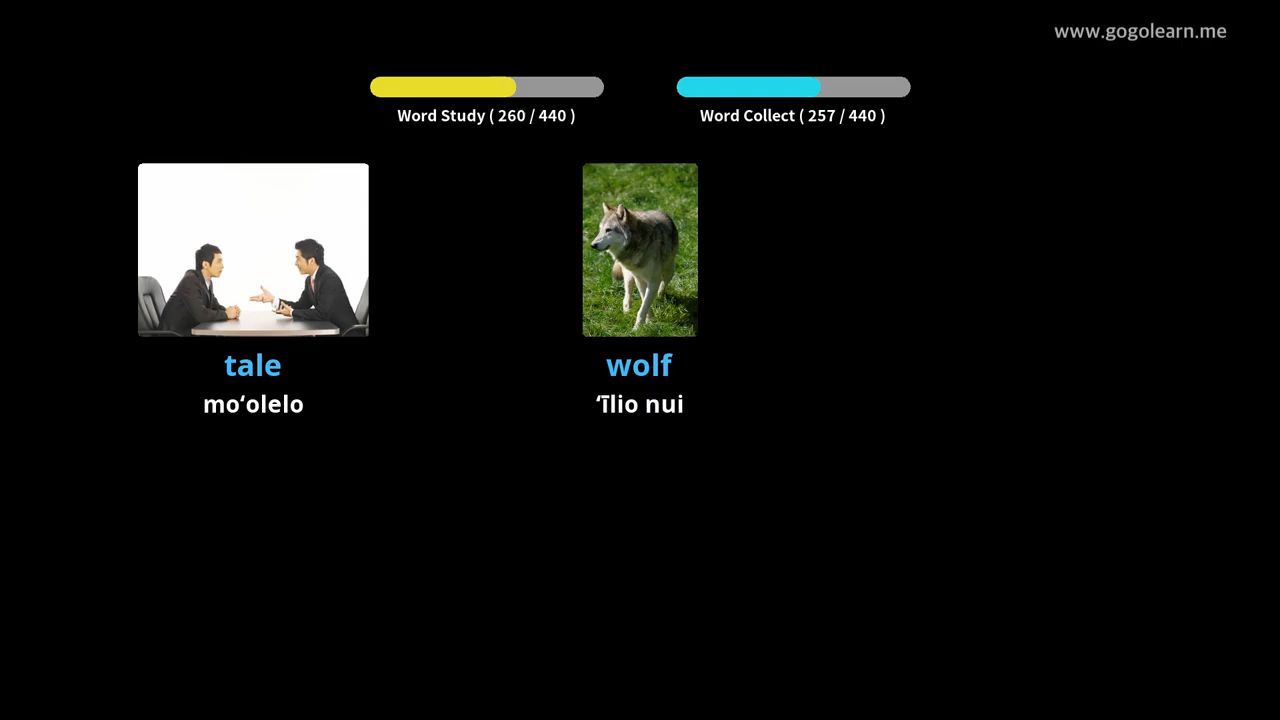 www.gogolearn.me
Word Study ( 260 / 440 )
Word Collect ( 257 / 440 )
tale
moʻolelo
wolf
ʻīlio nui